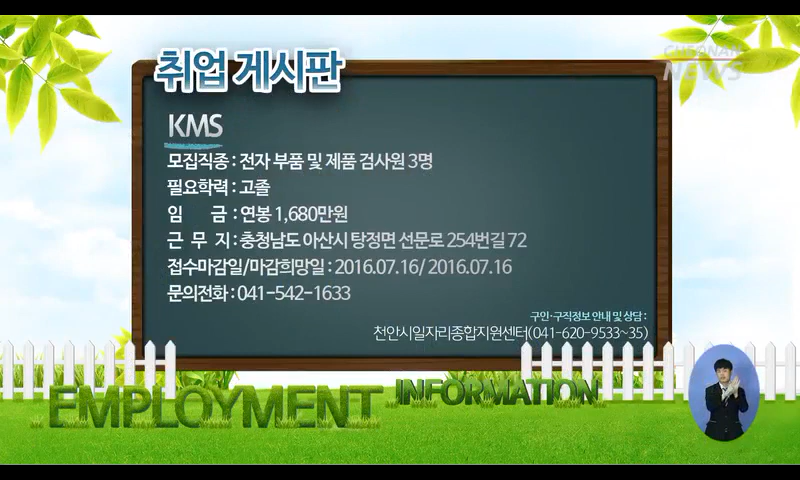 CHEONAN
NEWS
취업 게시판
KMS
모집직종 : 전자 부품 및 제품 검사원 3명
필요학력 : 고졸
임 금 : 연봉 1,680만원
근 무 지 : 충청남도 아산시 탕정면 선문로 254번길 72
접수마감일/마감희망일 : 2016.07.16/ 2016.07.16
문의전화 : 041-542-1633
구인·구직정보 안내 및 상담 :
천안시일자리종합지원센터(041-620-9533~35)
EMPLOYMENT INFORMATION